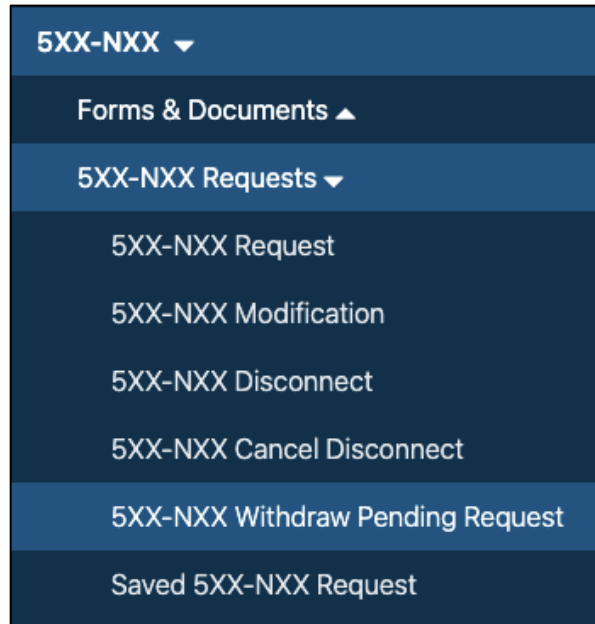 5XX-NXX
Forms & Documents
5XX-NXX Requests
5XX-NXX Request
5XX-NXX Modification
5XX-NXX Disconnect
5XX-NXX Cancel Disconnect
5XX-NXX Withdraw Pending Request
Saved 5XX-NXX Request